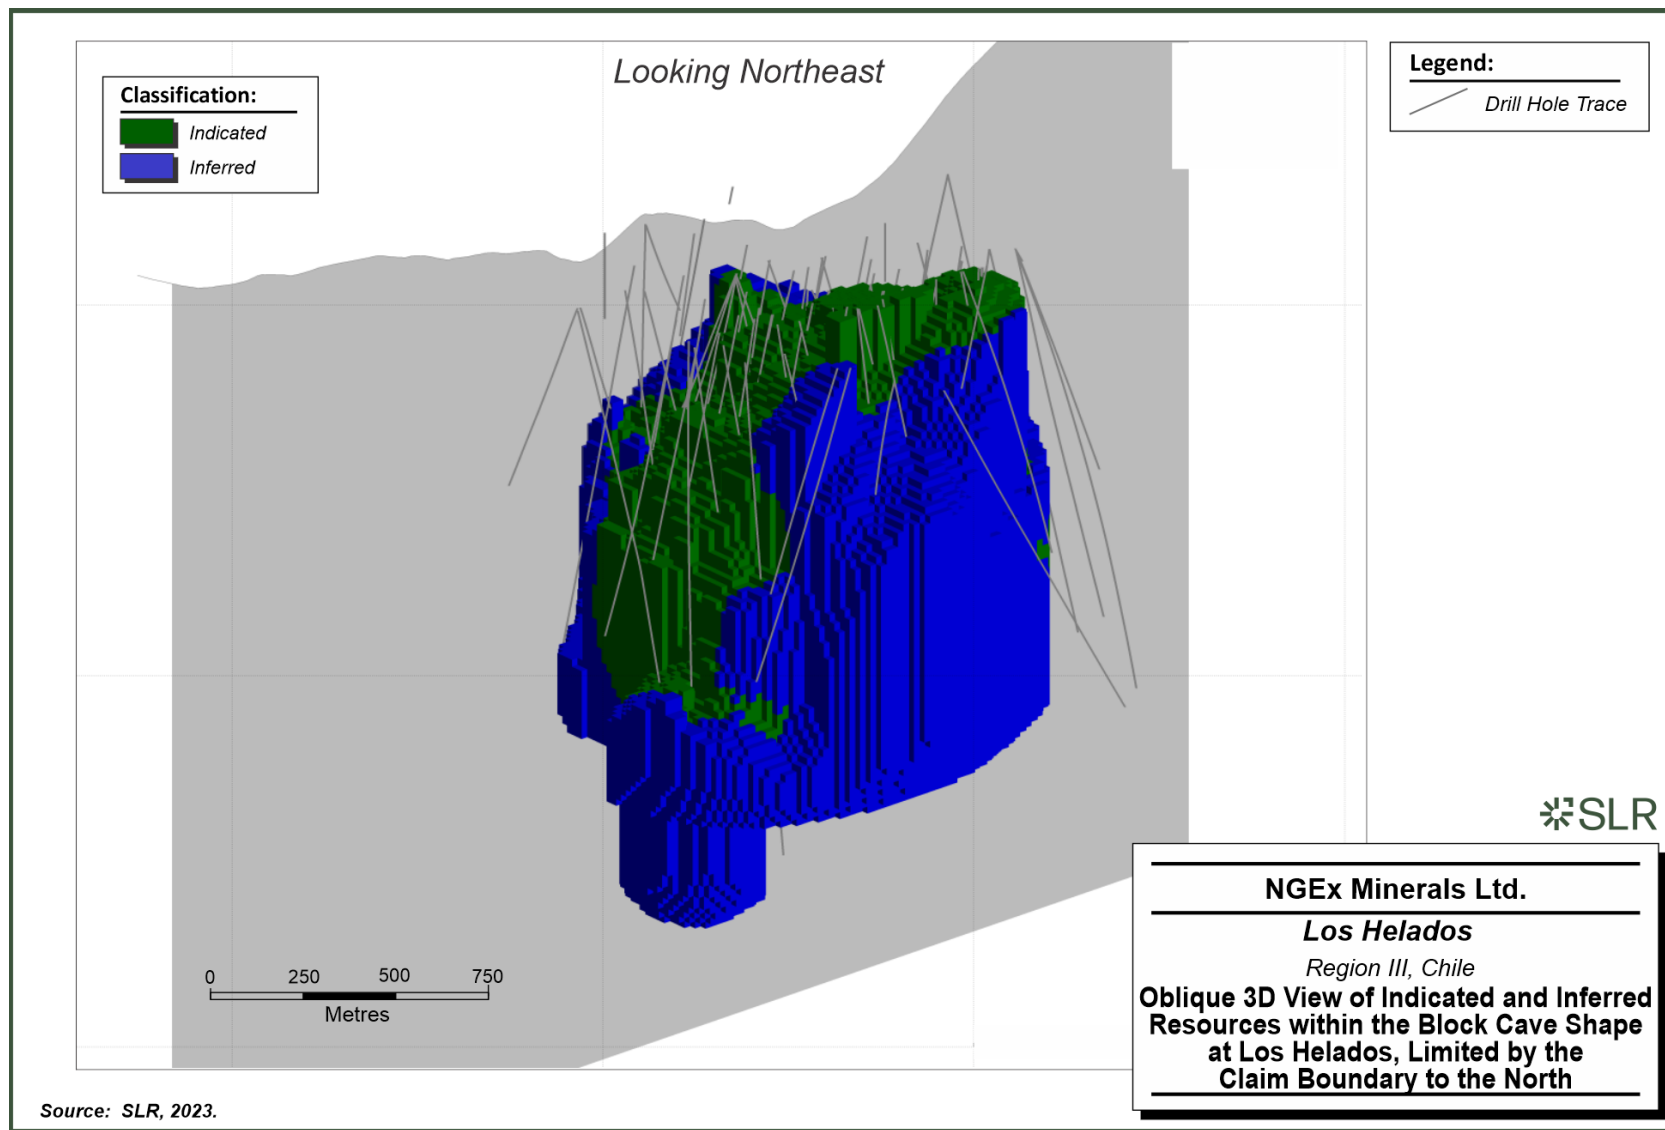 Looking Northeast
Classification:
Indicated
Inferred
Legend:
Drill Hole Trace
0 250 500 750
Metres
SLR
NGEx Minerals Ltd.
Los Helados
Region III, Chile
Oblique 3D View of Indicated and Inferred
Resources within the Block Cave Shape
at Los Helados, Limited by the
Claim Boundary to the North
Source: SLR, 2023.